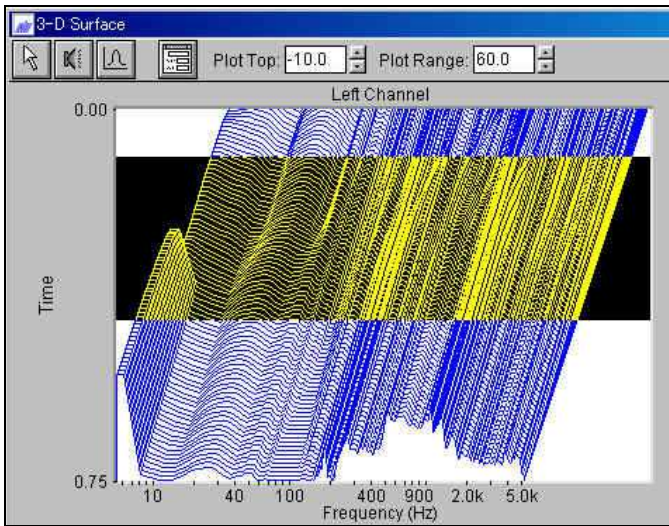 3-D Surface
Plot Top: -10.0 Plot Range: 60.0
Left Channel
0.00
Time
0.75
10 40 100 400 900 2.0k 5.0k
Frequency (Hz)